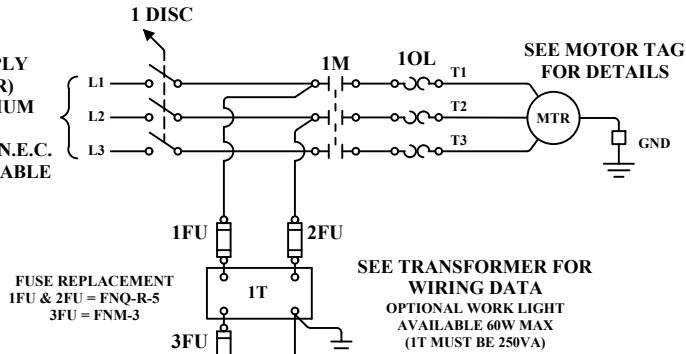 1 DISC
PLY
R)
IUM
N.E.C.
ABLE
L1
L2
L3
1M
1OL
T1
T2
T3
SEE MOTOR TAG
FOR DETAILS
MTR
GND
1FU
2FU
FUSE REPLACEMENT
1FU & 2FU = FNQ-R-5
3FU = FNM-3
1T
3FU
SEE TRANSFORMER FOR
WIRING DATA
OPTIONAL WORK LIGHT
AVAILABLE 60W MAX
(1T MUST BE 250VA)